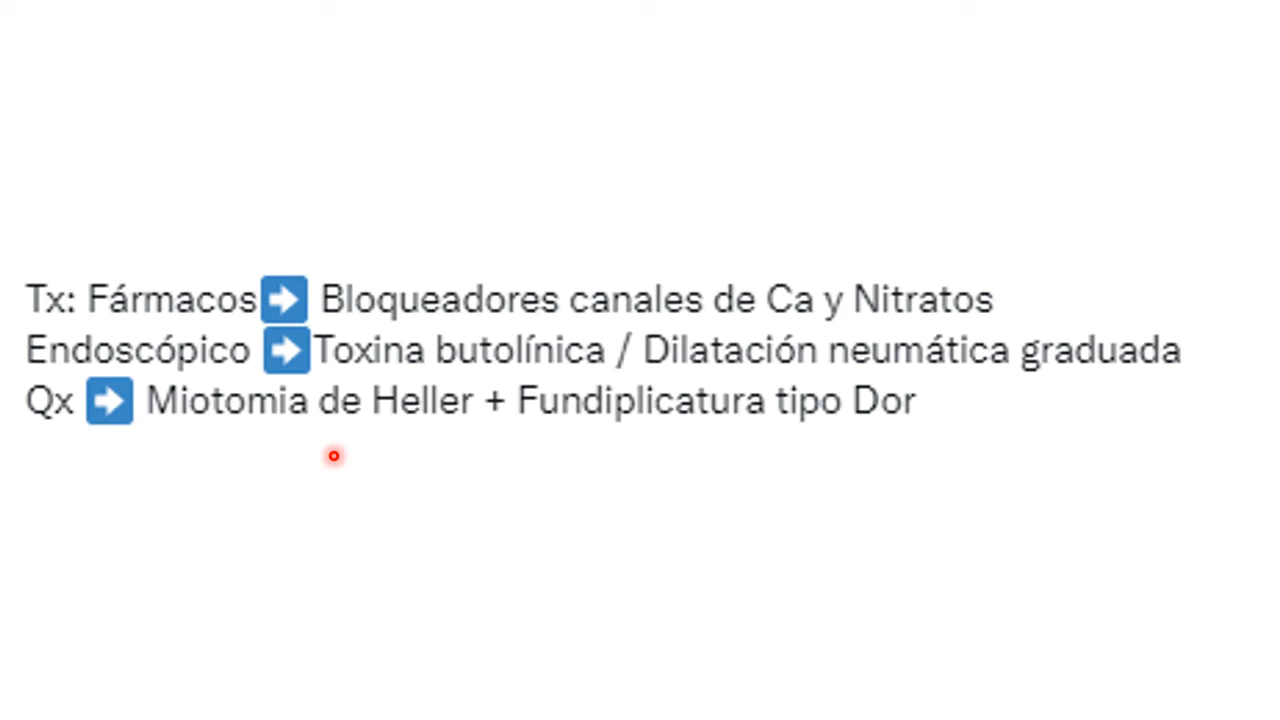 Tx: Fármacos➡️ Bloqueadores canales de Ca y Nitratos
Endoscópico ➡️Toxina butolínica / Dilatación neumática graduada
Qx ➡️ Miotomia de Heller + Fundiplicatura tipo Dor